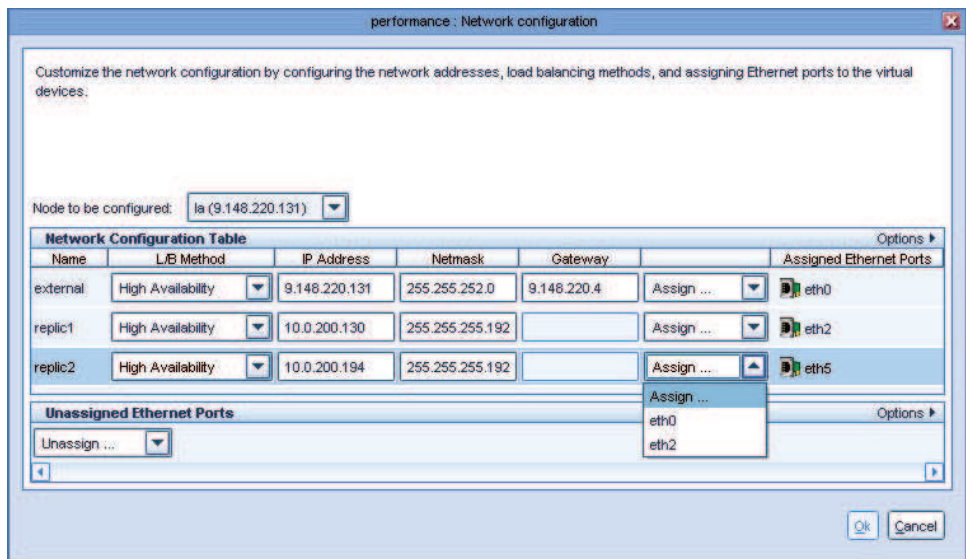 performance : Network configuration
Customize the network configuration by configuring the network addresses, load balancing methods, and assigning Ethernet ports to the virtual
devices.
Node to be configured: la (9.148.220.131)
Network Configuration Table Options
Name L/B Method IP Address Netmask Gateway Assigned Ethernet Ports
external High Availability 9.148.220.131 255.255.252.0 9.148.220.4 Assign ... eth0
replic1 High Availability 10.0.200.130 255.255.255.192 Assign ... eth2
replic2 High Availability 10.0.200.194 255.255.255.192 Assign ... eth5
Assign ...
eth0
eth2
Unassigned Ethernet Ports Options
Unassign ...
Ok Cancel